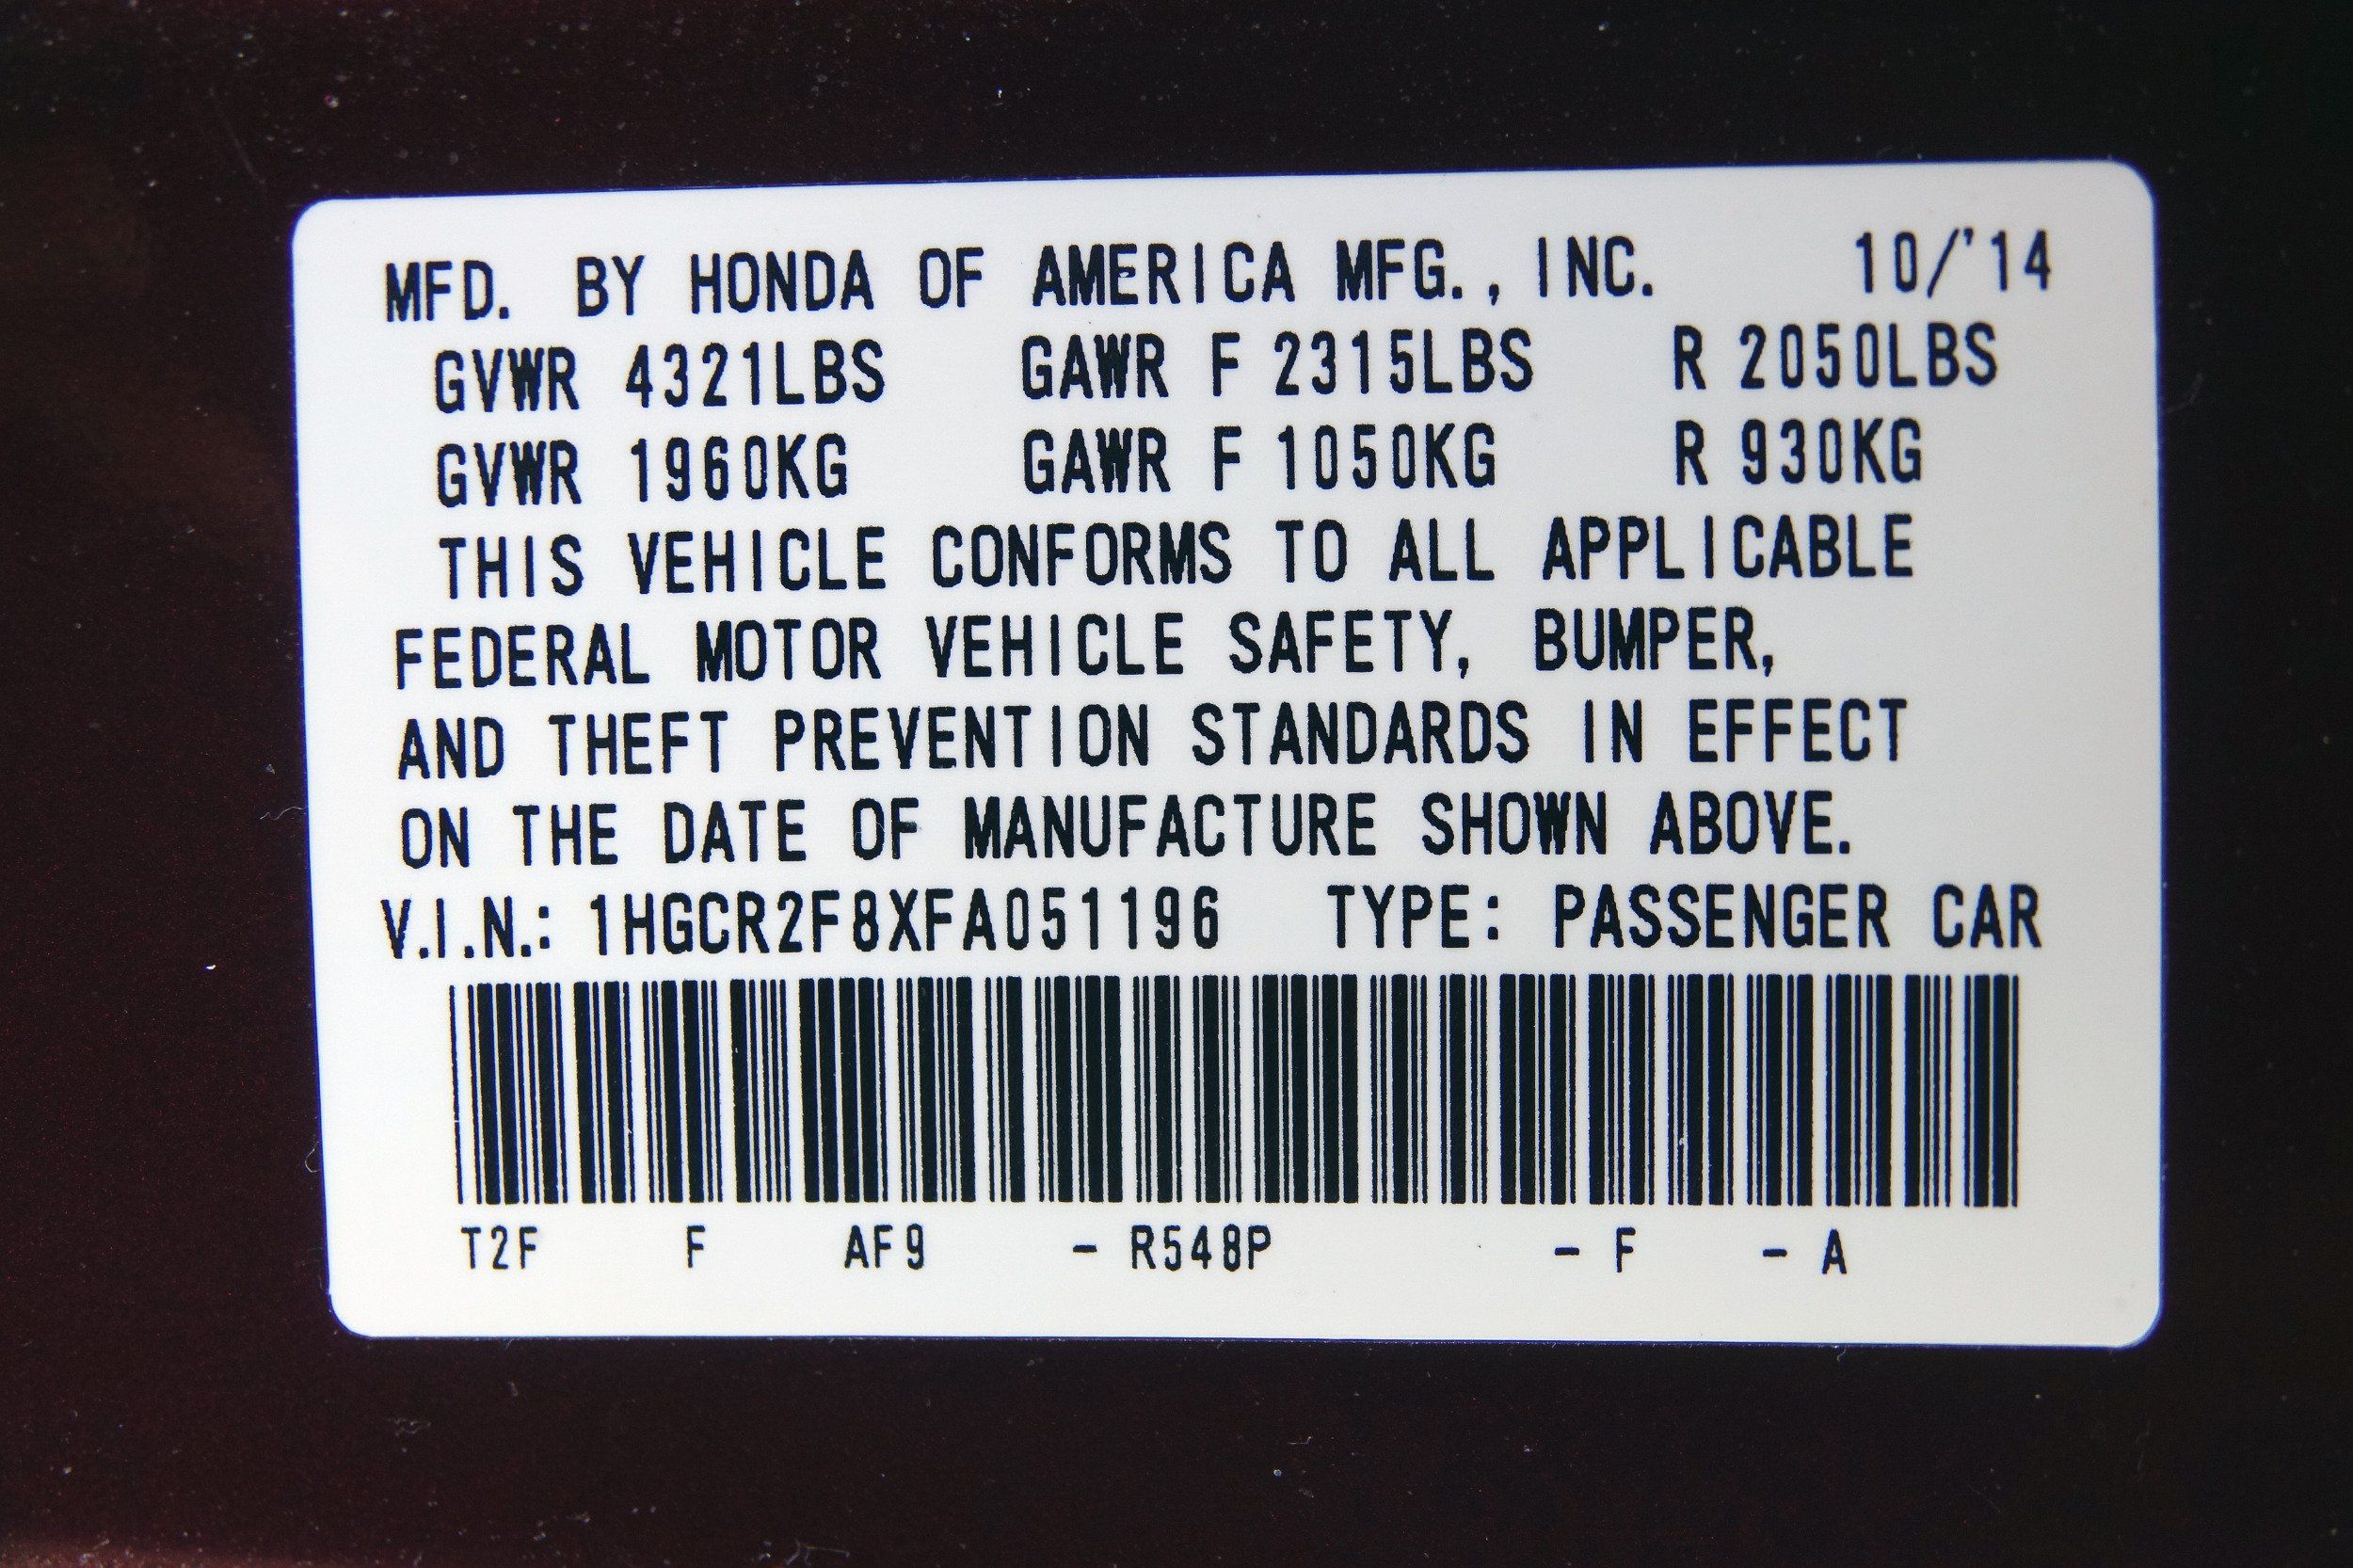 MFD. BY HONDA OF AMERICA MFG., INC. 10/'14
GVWR 4321LBS GAWR F 2315LBS R 2050LBS
GVWR 1960KG GAWR F 1050KG R 930KG
THIS VEHICLE CONFORMS TO ALL APPLICABLE
FEDERAL MOTOR VEHICLE SAFETY, BUMPER,
AND THEFT PREVENTION STANDARDS IN EFFECT
ON THE DATE OF MANUFACTURE SHOWN ABOVE.
V.I.N.: 1HGCR2F8XFA051196 TYPE: PASSENGER CAR
T2F F AF9 - R548P - F - A